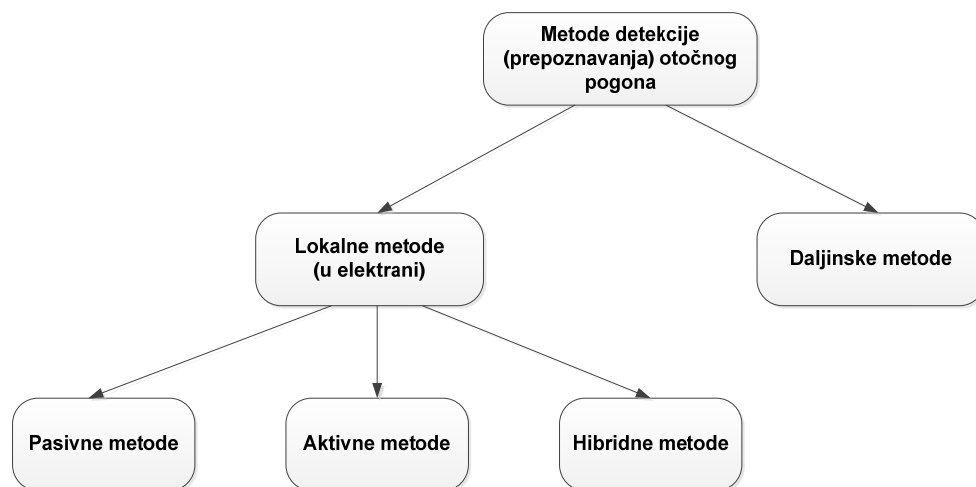 Metode detekcije
(prepoznavanja) otočnog
pogona
Lokalne metode
(u elektrani)
Daljinske metode
Pasivne metode
Aktivne metode
Hibridne metode